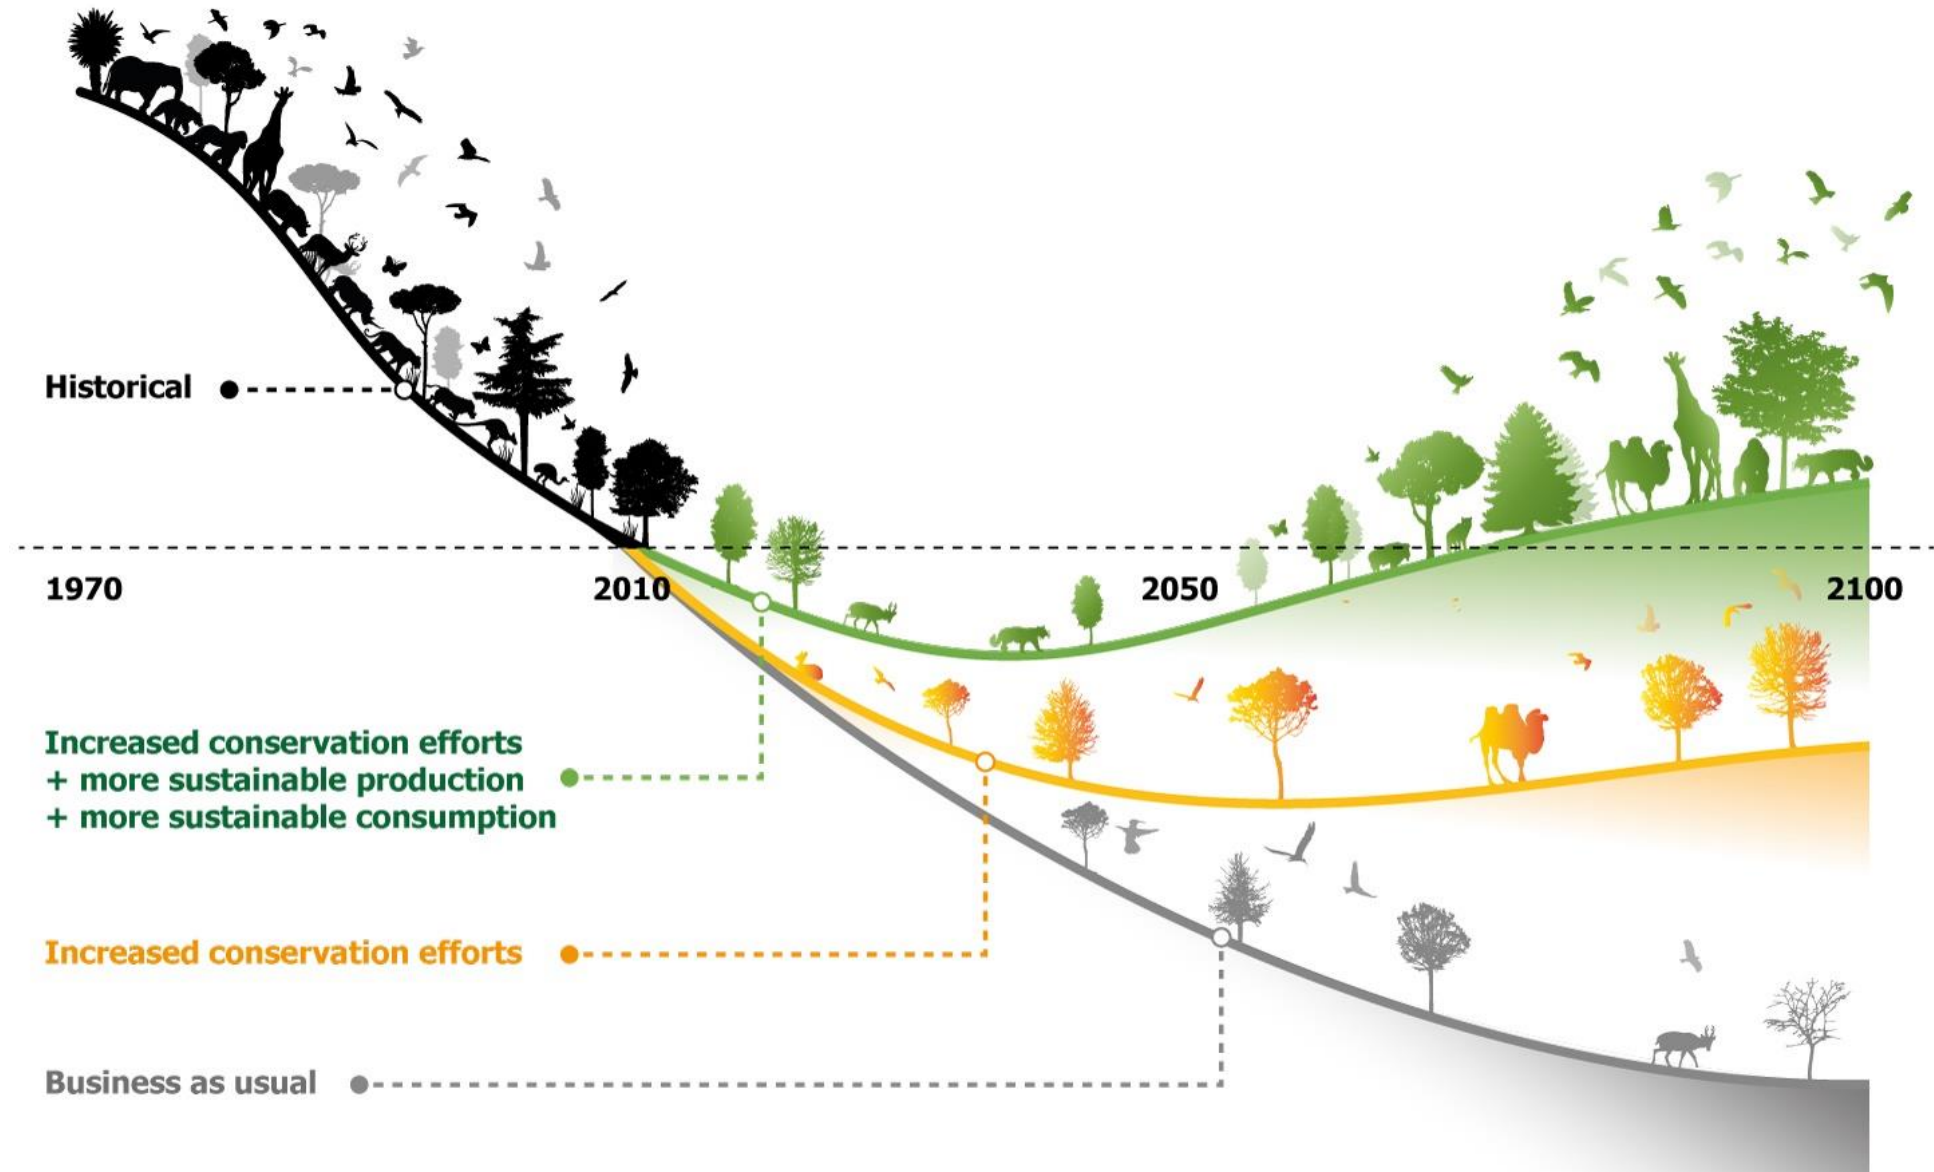 Historical
1970
2010
2050
2100
Increased conservation efforts
+ more sustainable production
+ more sustainable consumption
Increased conservation efforts
Business as usual